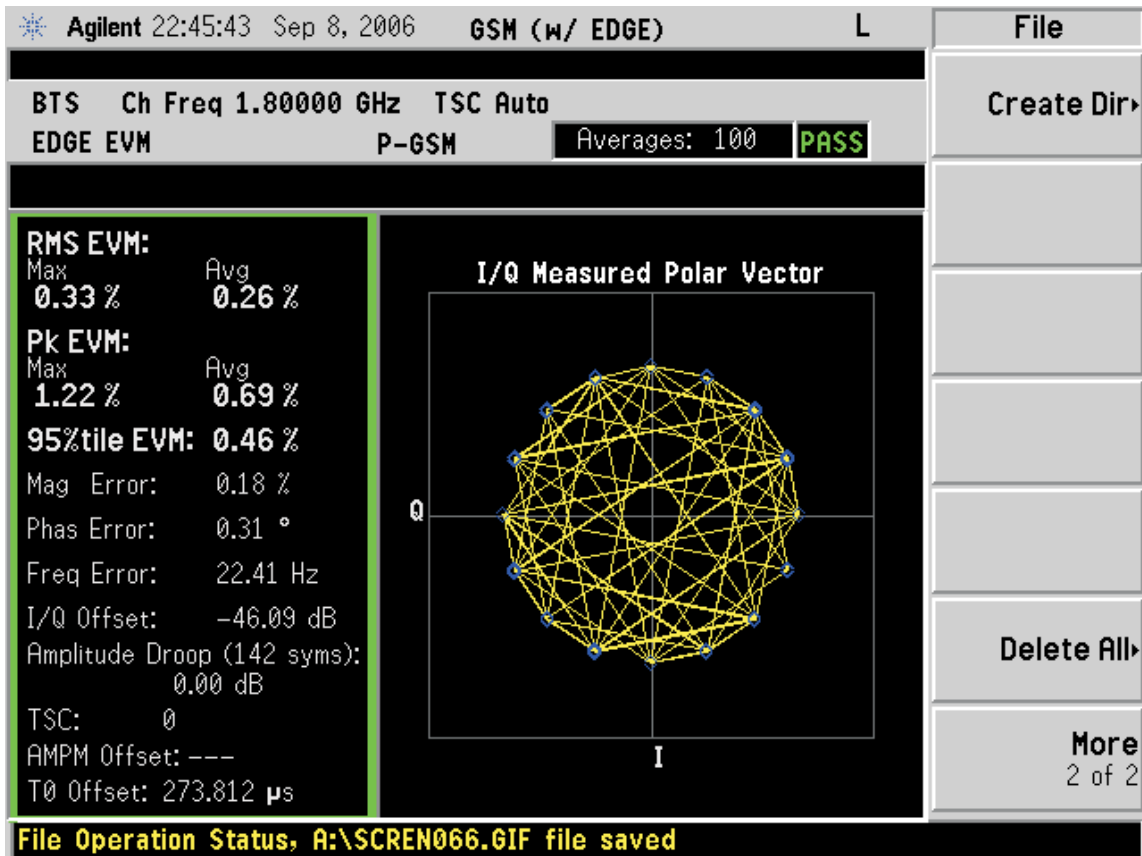 Agilent 22:45:43 Sep 8, 2006 GSM (w/ EDGE) L File
BTS Ch Freq 1.80000 GHz TSC Auto
EDGE EVM P-GSM Averages: 100 PASS
Create Dir
RMS EVM:
Max Avg
0.33 % 0.26 %
Pk EVM:
Max Avg
1.22 % 0.69 %
95%tile EVM: 0.46 %
Mag Error: 0.18 %
Phas Error: 0.31 °
Freq Error: 22.41 Hz
I/Q Offset: -46.09 dB
Amplitude Droop (142 syms):
0.00 dB
TSC: 0
AMPM Offset: ---
T0 Offset: 273.812 µs
I/Q Measured Polar Vector
Q
I
Delete All
More
2 of 2
File Operation Status, A:\SCREN066.GIF file saved